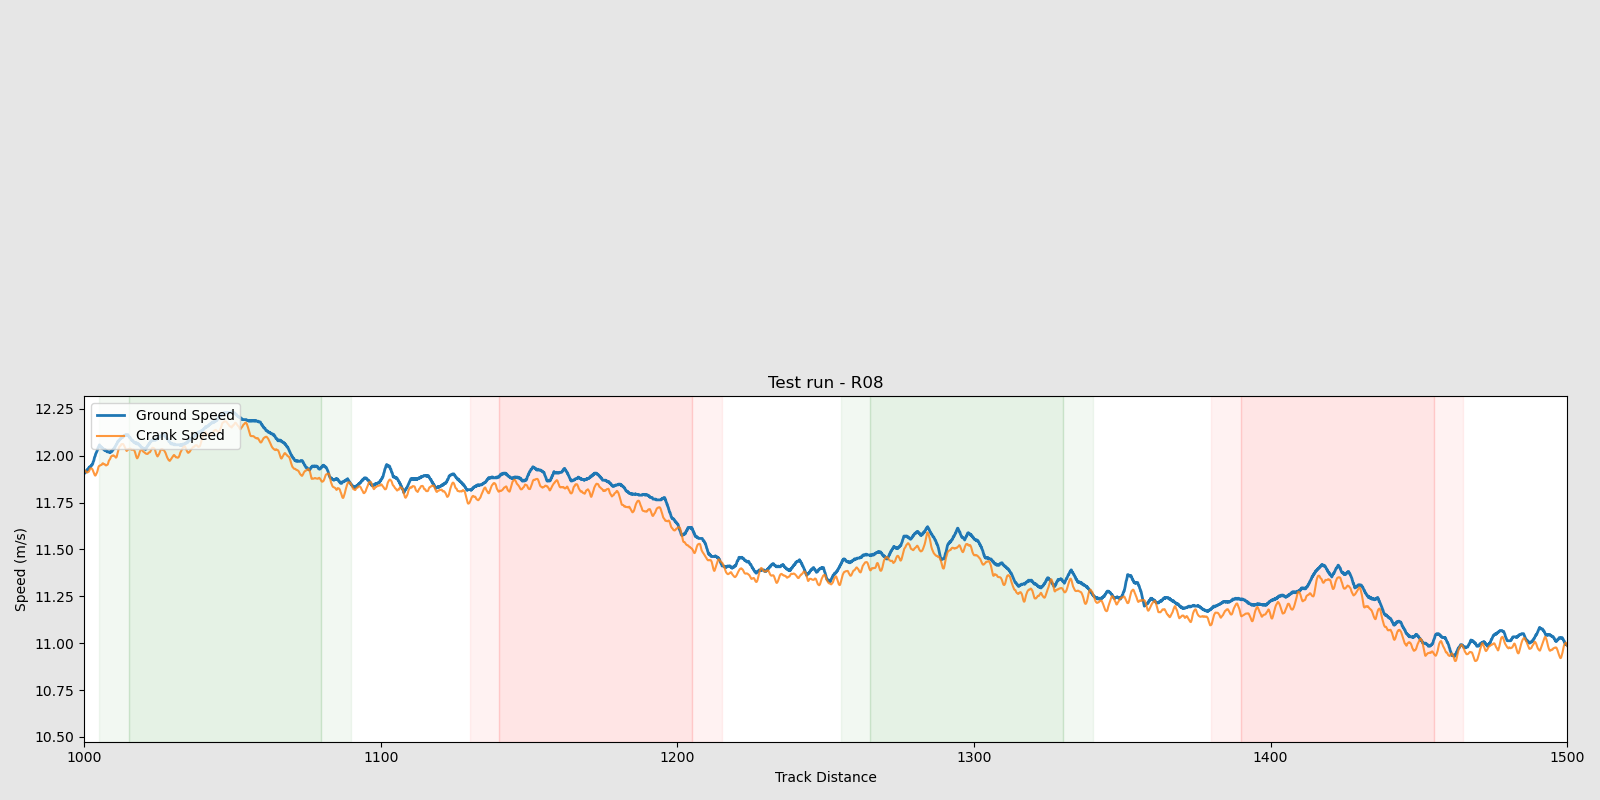 Test run - R08
Ground Speed
Crank Speed
Speed (m/s)
12.25
12.00
11.75
11.50
11.25
11.00
10.75
10.50
1000 1100 1200 1300 1400 1500
Track Distance